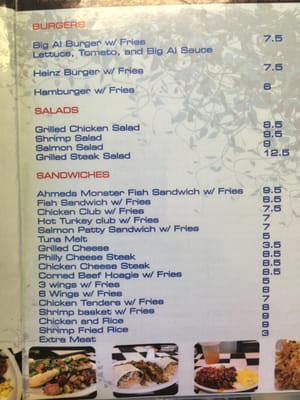 BURGERS
Big Al Burger w/ Fries 7.5
Lettuce, Tomato, and Big Al Sauce
Heinz Burger w/ Fries 7.5
Hamburger w/ Fries 6
SALADS
Grilled Chicken Salad 8.5
Shrimp Salad 9.5
Salmon Salad 9
Grilled Steak Salad 12.5
SANDWICHES
Ahmeds Monster Fish Sandwich w/ Fries 9.5
Fish Sandwich w/ Fries 6.5
Chicken Club w/ Fries 7.5
Hot Turkey club w/ Fries 7
Salmon Patty Sandwich w/ Fries 7
Tuna Melt 5
Grilled Cheese 3.5
Philly Cheese Steak 8.5
Chicken Cheese Steak 8.5
Corned Beef Hoagie w/ Fries 8.5
3 wings w/ Fries
6 Wings w/ Fries 8
Chicken Tenders w/ Fries 7
Shrimp basket w/ Fries 8
Chicken and Rice 9
Shrimp Fried Rice 9
Extra Meat 3